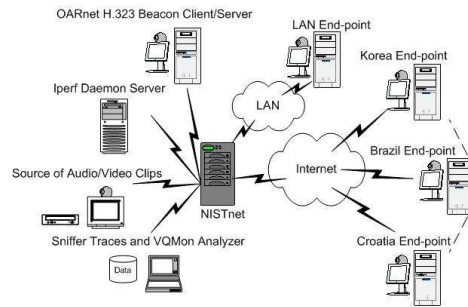 OARnet H.323 Beacon Client/Server
LAN End-point
Korea End-point
Iperf Daemon Server
LAN
Brazil End-point
Internet
Source of Audio/Video Clips
NISTnet
Sniffer Traces and VQMon Analyzer
Croatia End-point
Data